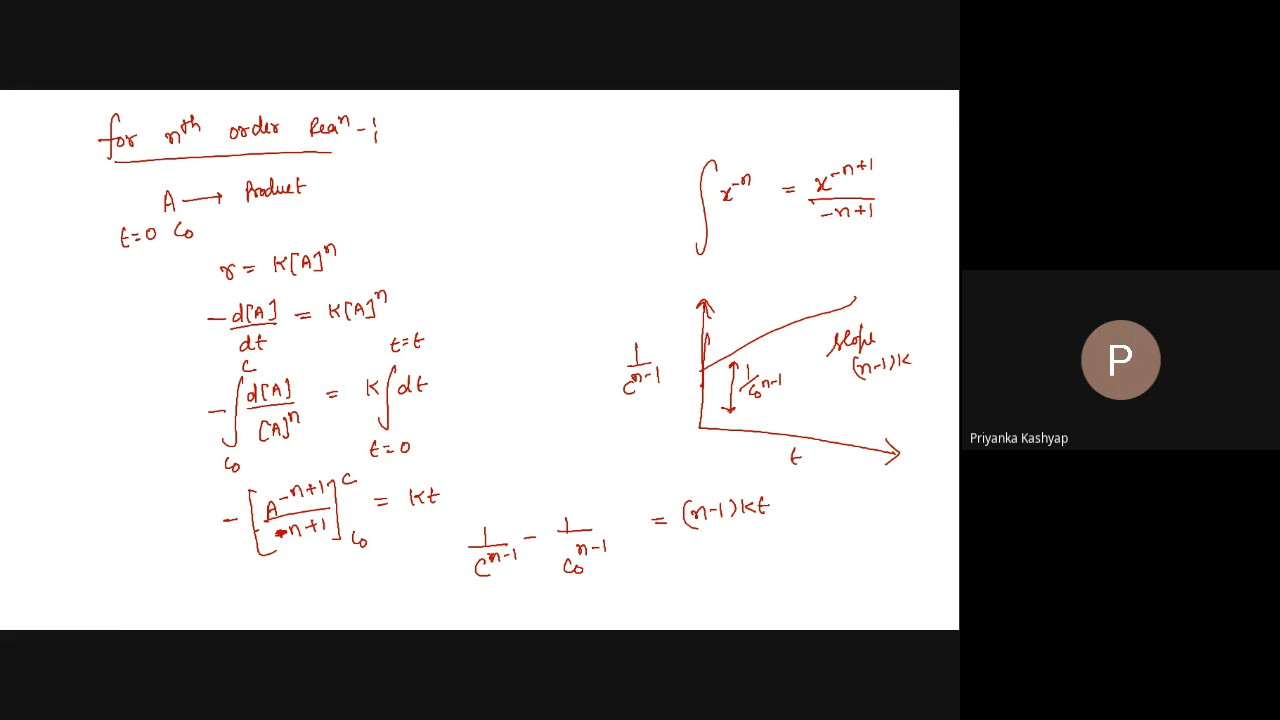 for nth order Reaⁿ -:
A ⟶ Product
t=0 C₀
r = K[A]ⁿ
-d[A]/dt = K[A]ⁿ
-∫_{C₀}^{C} d[A]/[A]ⁿ = K ∫_{t=0}^{t=t} dt
-[A^{-n+1}/-n+1]_{C₀}^{C} = Kt
1/C^{n-1} - 1/C₀^{n-1} = (n-1)Kt
∫x^{-n} = x^{-n+1}/-n+1
1/C^{n-1}
1/C₀^{n-1}
slope
(n-1)K
t
P
Priyanka Kashyap